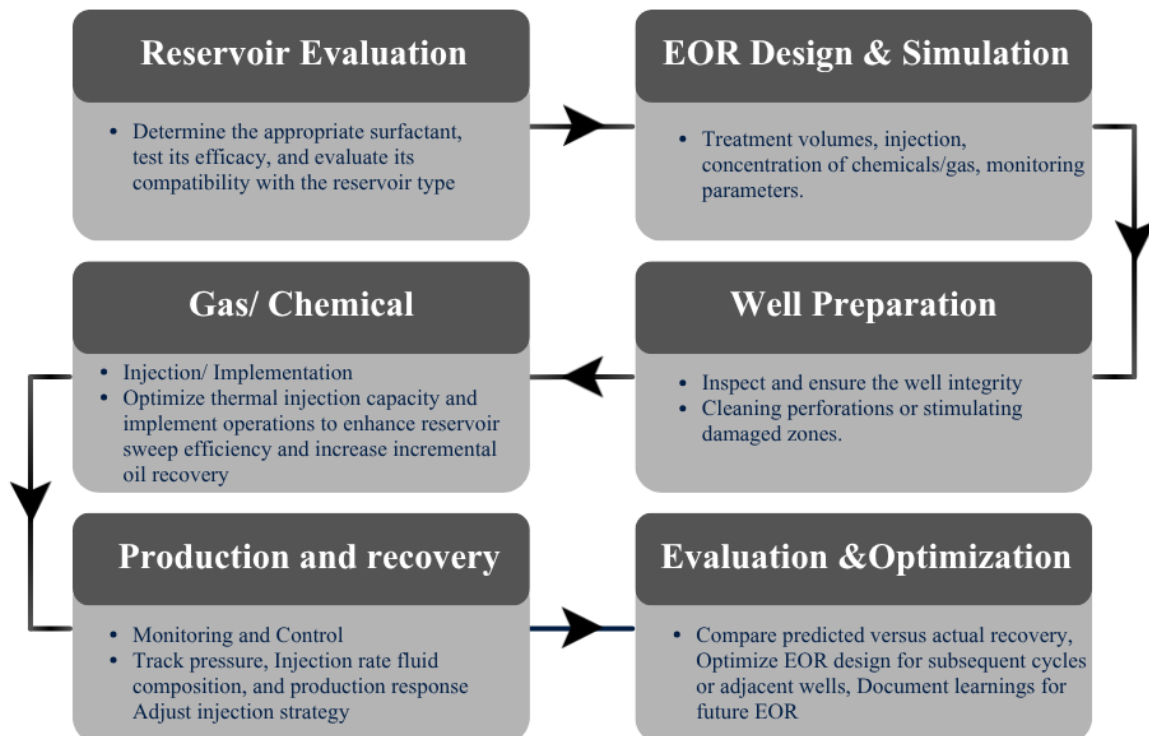 Reservoir Evaluation
• Determine the appropriate surfactant,
test its efficacy, and evaluate its
compatibility with the reservoir type
EOR Design & Simulation
• Treatment volumes, injection,
concentration of chemicals/gas, monitoring
parameters.
Well Preparation
• Inspect and ensure the well integrity
• Cleaning perforations or stimulating
damaged zones.
Gas/ Chemical
• Injection/ Implementation
• Optimize thermal injection capacity and
implement operations to enhance reservoir
sweep efficiency and increase incremental
oil recovery
Production and recovery
• Monitoring and Control
• Track pressure, Injection rate fluid
composition, and production response
Adjust injection strategy
Evaluation &Optimization
• Compare predicted versus actual recovery,
Optimize EOR design for subsequent cycles
or adjacent wells, Document learnings for
future EOR